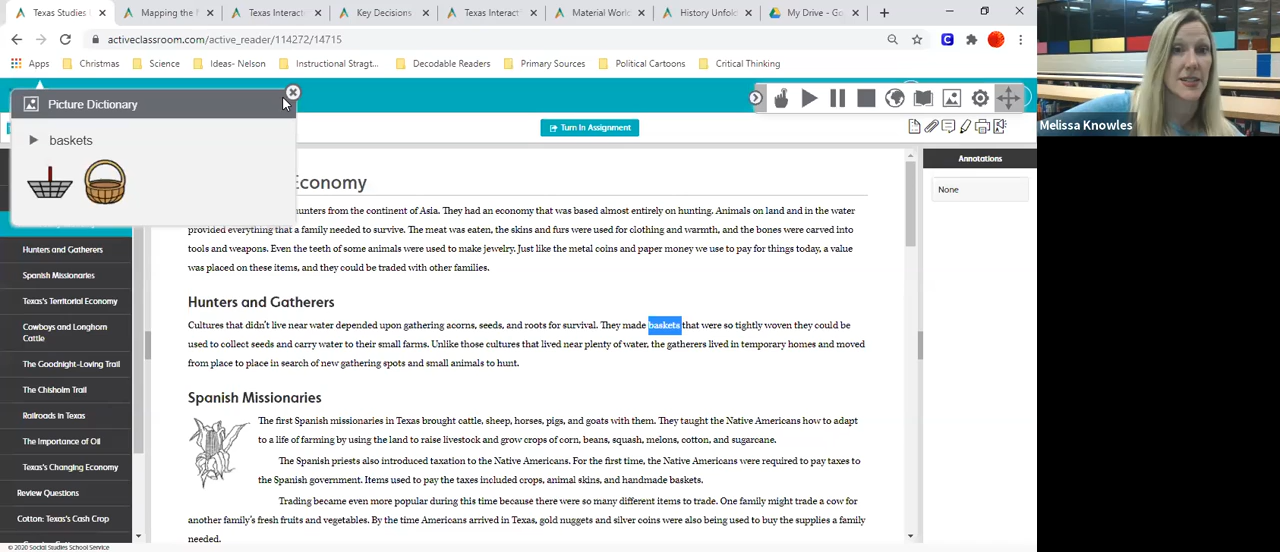 Texas Studies
Mapping the
Texas Interact
Key Decisions
Texas Interact
Material Worl
History Unfol
My Drive - Go
activeclassroom.com/active_reader/114272/14715
Apps
Christmas
Science
Ideas- Nelson
Instructional Stragt...
Decodable Readers
Primary Sources
Political Cartoons
Critical Thinking
Melissa Knowles
Picture Dictionary
baskets
Turn In Assignment
Annotations
None
Economy
hunters from the continent of Asia. They had an economy that was based almost entirely on hunting. Animals on land and in the water
provided everything that a family needed to survive. The meat was eaten, the skins and furs were used for clothing and warmth, and the bones were carved into
tools and weapons. Even the teeth of some animals were used to make jewelry. Just like the metal coins and paper money we use to pay for things today, a value
was placed on these items, and they could be traded with other families.
Hunters and Gatherers
Cultures that didn't live near water depended upon gathering acorns, seeds, and roots for survival. They made baskets that were so tightly woven they could be
used to collect seeds and carry water to their small farms. Unlike those cultures that lived near plenty of water, the gatherers lived in temporary homes and moved
from place to place in search of new gathering spots and small animals to hunt.
Spanish Missionaries
The first Spanish missionaries in Texas brought cattle, sheep, horses, pigs, and goats with them. They taught the Native Americans how to adapt
to a life of farming by using the land to raise livestock and grow crops of corn, beans, squash, melons, cotton, and sugarcane.
The Spanish priests also introduced taxation to the Native Americans. For the first time, the Native Americans were required to pay taxes to
the Spanish government. Items used to pay the taxes included crops, animal skins, and handmade baskets.
Trading became even more popular during this time because there were so many different items to trade. One family might trade a cow for
another family's fresh fruits and vegetables. By the time Americans arrived in Texas, gold nuggets and silver coins were also being used to buy the supplies a family
needed.
Hunters and Gatherers
Spanish Missionaries
Texas's Territorial Economy
Cowboys and Longhorn
Cattle
The Goodnight-Loving Trail
The Chisholm Trail
Railroads in Texas
The Importance of Oil
Texas's Changing Economy
Review Questions
Cotton: Texas's Cash Crop
© 2020 Social Studies School Service